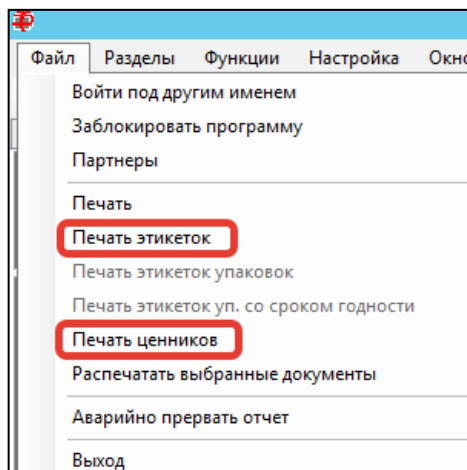 Файл Разделы Функции Настройка Окно
Войти под другим именем
Заблокировать программу
Партнеры
Печать
Печать этикеток
Печать этикеток упаковок
Печать этикеток уп. со сроком годности
Печать ценников
Распечатать выбранные документы
Аварийно прервать отчет
Выход